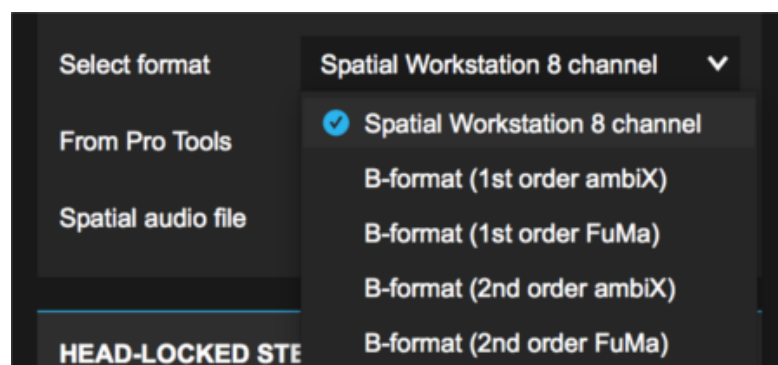 Select format
Spatial Workstation 8 channel
Spatial Workstation 8 channel
From Pro Tools
B-format (1st order ambiX)
Spatial audio file
B-format (1st order FuMa)
B-format (2nd order ambiX)
HEAD-LOCKED STE
B-format (2nd order FuMa)